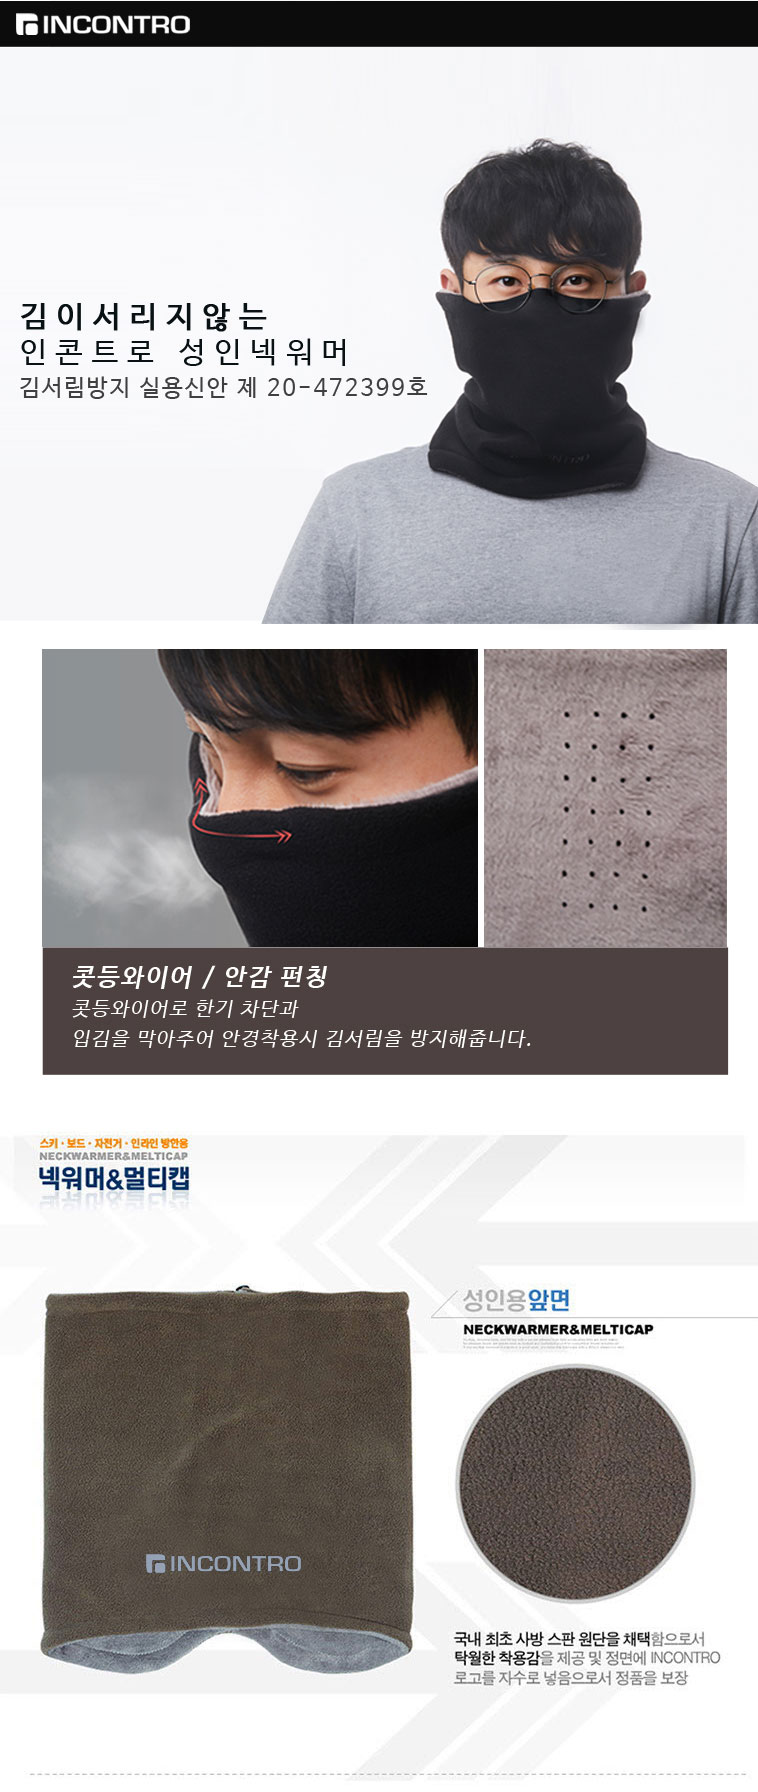 INCONTRO
김이서리지않는
인콘트로 성인넥워머
김서림방지 실용신안 제 20-472399호
콧등와이어 / 안감 펀칭
콧등와이어로 한기 차단과
입김을 막아주어 안경착용시 김서림을 방지해줍니다.
스키·보드·자전거·인라인 방한용
NECKWARMER&MELTICAP
넥워머&멀티캡
성인용앞면
NECKWARMER&MELTICAP
INCONTRO
국내 최초 사방 스판 원단을 채택함으로서
탁월한 착용감을 제공 및 정면에 INCONTRO
로고를 자수로 넣음으로서 정품을 보장